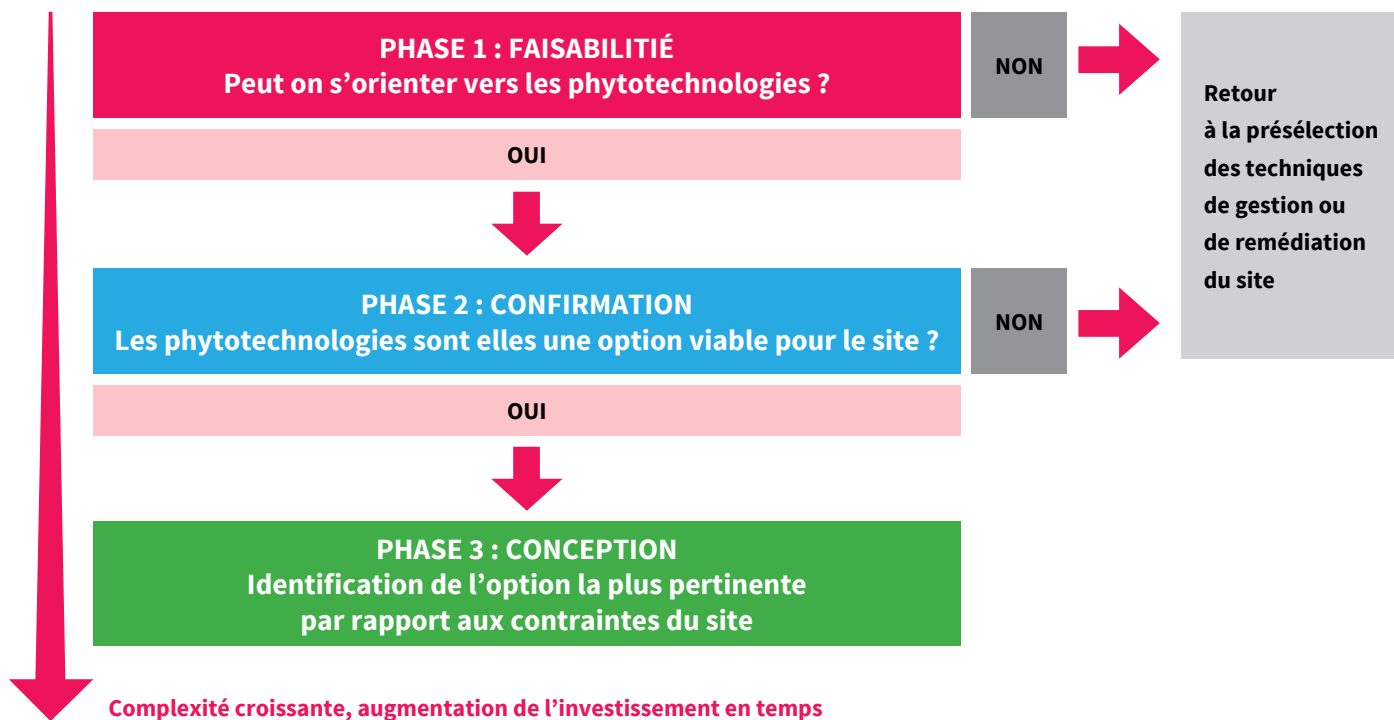 PHASE 1 : FAISABILITIÉ
Peut on s’orienter vers les phytotechnologies ?
NON
OUI
Retour
à la présélection
des techniques
de gestion ou
de remédiation
du site
PHASE 2 : CONFIRMATION
Les phytotechnologies sont elles une option viable pour le site ?
NON
OUI
PHASE 3 : CONCEPTION
Identification de l’option la plus pertinente
par rapport aux contraintes du site
Complexité croissante, augmentation de l’investissement en temps